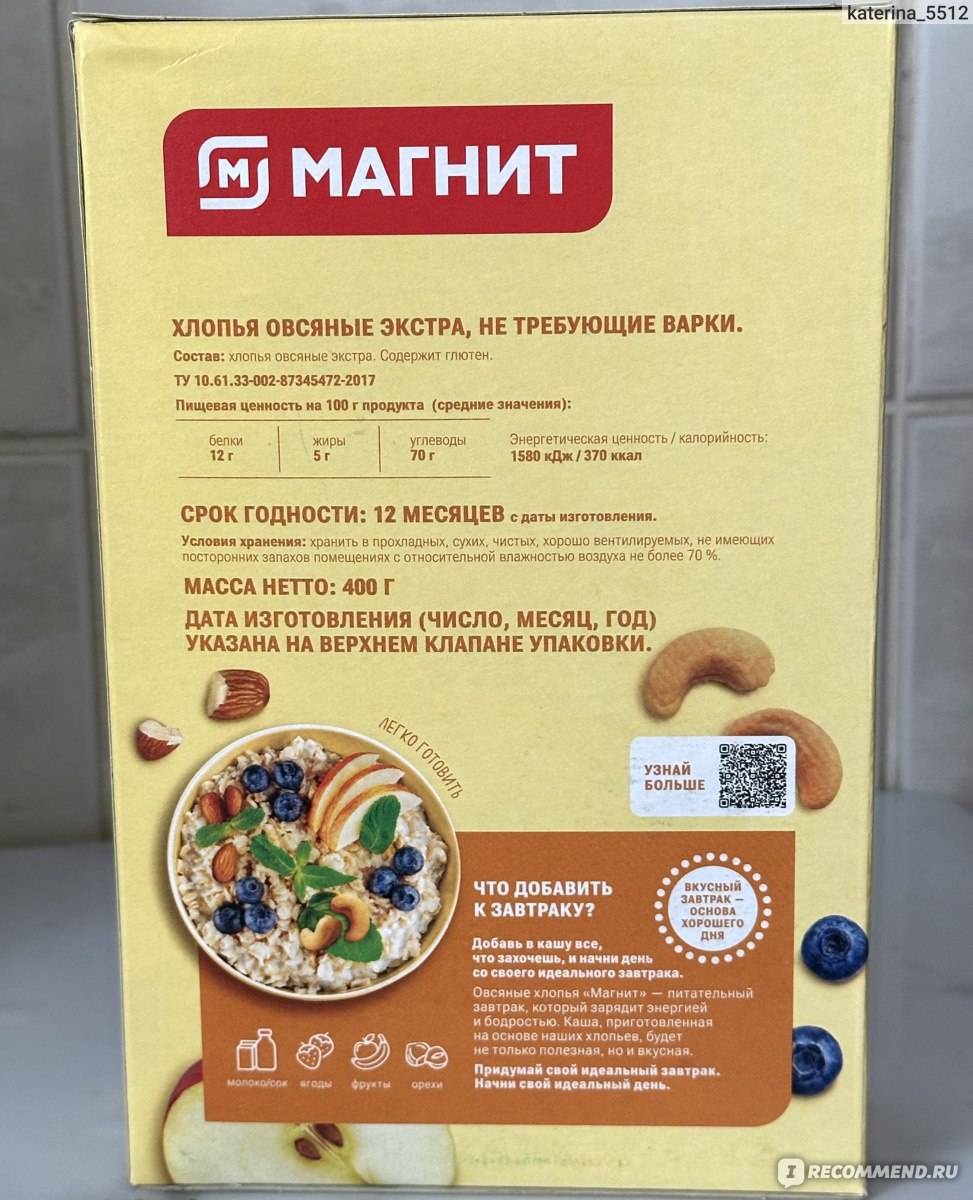 katerina_5512
М МАГНИТ
ХЛОПЬЯ ОВСЯНЫЕ ЭКСТРА, НЕ ТРЕБУЮЩИЕ ВАРКИ.
Состав: хлопья овсяные экстра. Содержит глютен.
ТУ 10.61.33-002-87345472-2017
Пищевая ценность на 100 г продукта (средние значения):
белки жиры углеводы Энергетическая ценность / калорийность:
12 г 5 г 70 г 1580 кДж / 370 ккал
СРОК ГОДНОСТИ: 12 МЕСЯЦЕВ с даты изготовления.
Условия хранения: хранить в прохладных, сухих, чистых, хорошо вентилируемых, не имеющих
посторонних запахов помещениях с относительной влажностью воздуха не более 70 %.
МАССА НЕТТО: 400 Г
ДАТА ИЗГОТОВЛЕНИЯ (ЧИСЛО, МЕСЯЦ, ГОД)
УКАЗАНА НА ВЕРХНЕМ КЛАПАНЕ УПАКОВКИ.
ЛЕГКО ГОТОВИТЬ
УЗНАЙ
БОЛЬШЕ
ЧТО ДОБАВИТЬ
К ЗАВТРАКУ?
ВКУСНЫЙ
ЗАВТРАК —
ОСНОВА
ХОРОШЕГО
ДНЯ
Добавь в кашу все,
что захочешь, и начни день
со своего идеального завтрака.
Овсяные хлопья «Магнит» — питательный
завтрак, который зарядит энергией
и бодростью. Каша, приготовленная
на основе наших хлопьев, будет
не только полезная, но и вкусная.
Придумай свой идеальный завтрак.
Начни свой идеальный день.
молоко/сок ягоды фрукты орехи
I RECOMMEND.RU